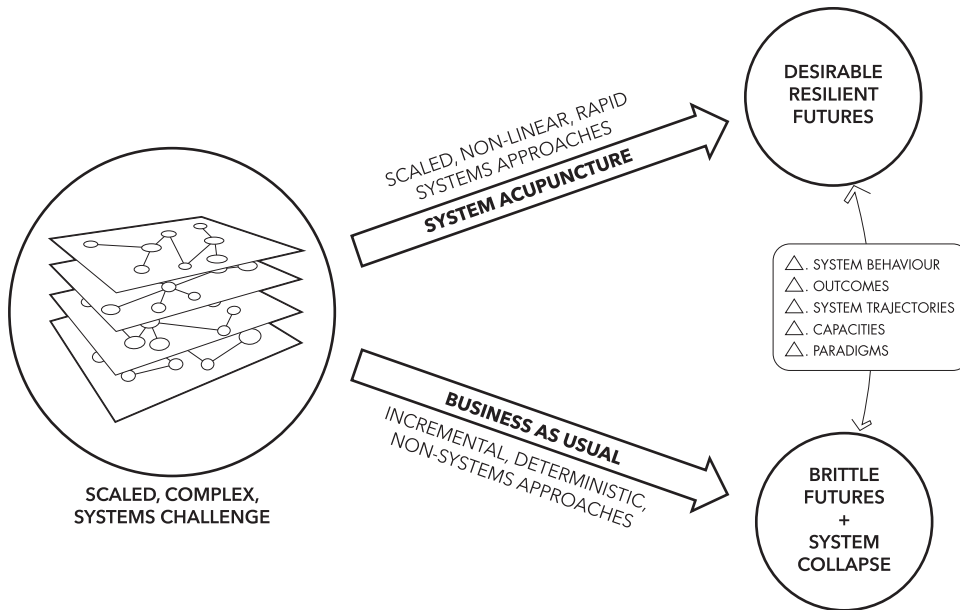 SCALED, COMPLEX,
SYSTEMS CHALLENGE
SCALED, NON-LINEAR, RAPID
SYSTEMS APPROACHES
SYSTEM ACUPUNCTURE
BUSINESS AS USUAL
INCREMENTAL, DETERMINISTIC,
NON-SYSTEMS APPROACHES
DESIRABLE
RESILIENT
FUTURES
△. SYSTEM BEHAVIOUR
△. OUTCOMES
△. SYSTEM TRAJECTORIES
△. CAPACITIES
△. PARADIGMS
BRITTLE
FUTURES
+
SYSTEM
COLLAPSE